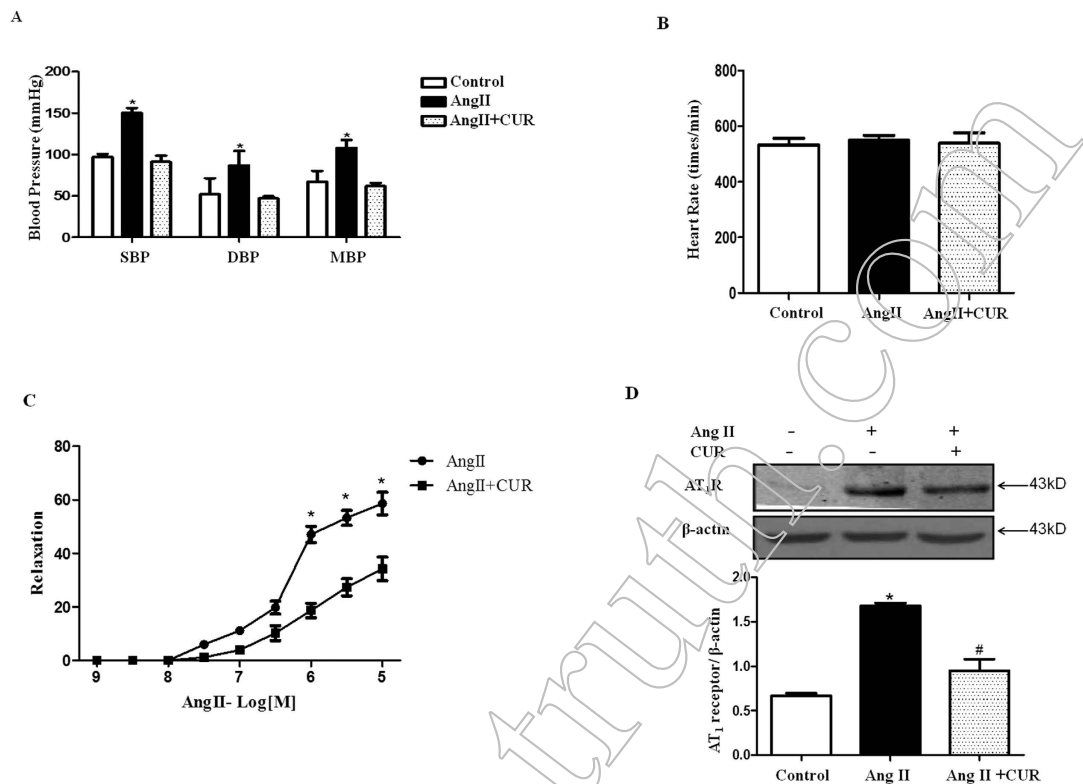 A
Blood Pressure (mmHg)
200
150
100
50
0
*
*
*
SBP
DBP
MBP
Control
AngII
AngII+CUR
B
Heart Rate (times/min)
800
600
400
200
0
Control
AngII
AngII+CUR
C
Relaxation
80
60
40
20
0
*
*
*
9
8
7
6
5
AngII- Log[M]
AngII
AngII+CUR
D
Ang II - + +
CUR - - +
AT1R
43kD
β-actin
43kD
AT1 receptor/ β-actin
2.0
1.5
1.0
0.5
0.0
*
#
Control
Ang II
Ang II +CUR
truth.com